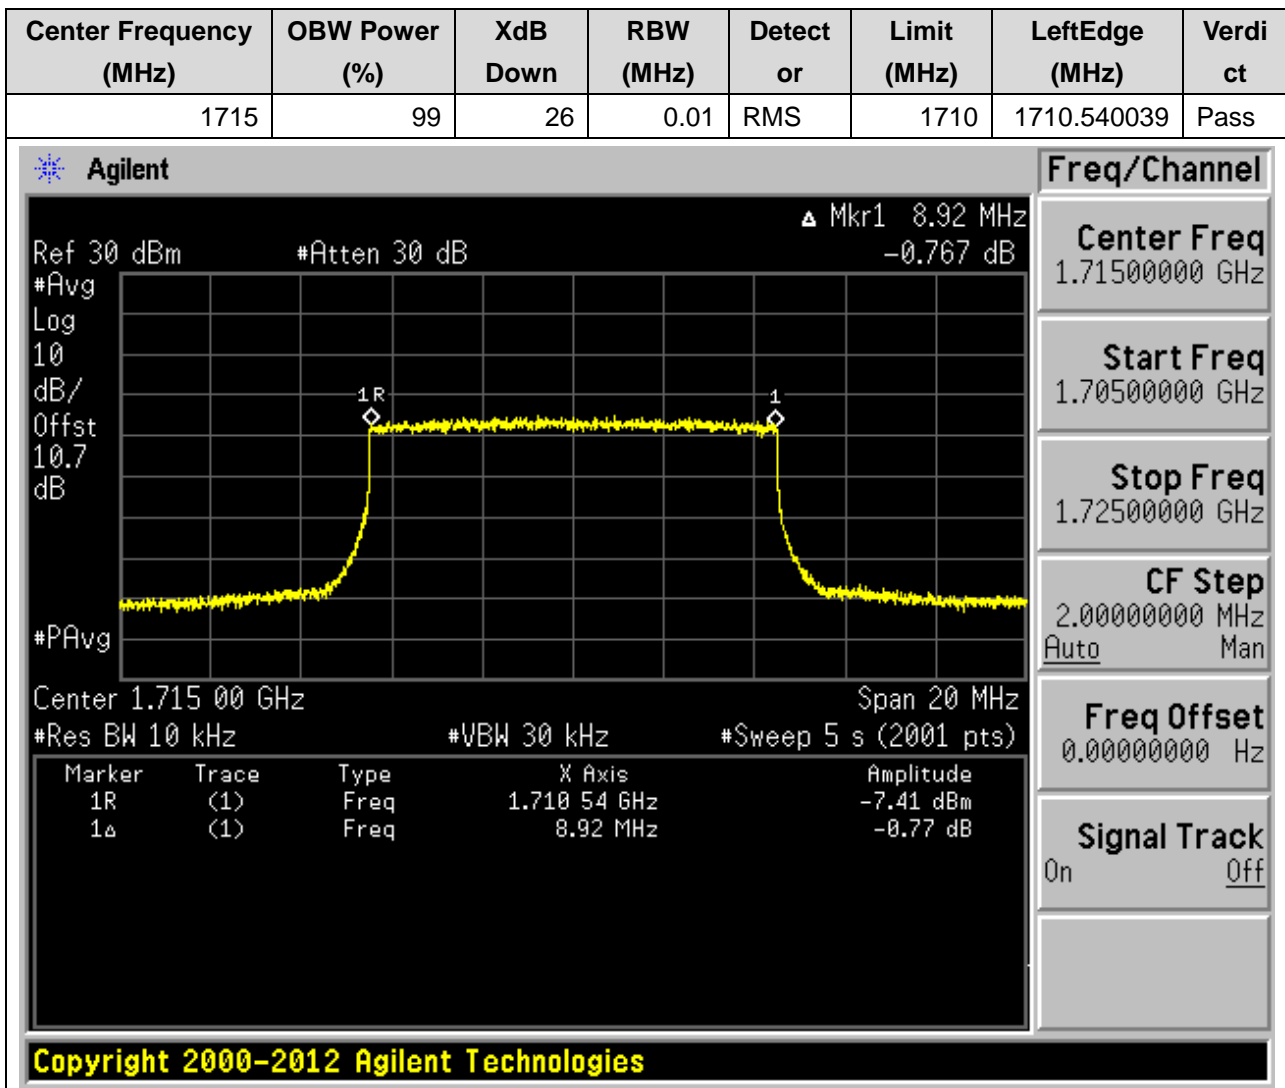 Center Frequency OBW Power XdB RBW Detect Limit LeftEdge Verdi
(MHz) (%) Down (MHz) or (MHz) (MHz) ct
1715 99 26 0.01 RMS 1710 1710.540039 Pass
Agilent Freq/Channel
Δ Mkr1 8.92 MHz
Ref 30 dBm #Atten 30 dB -0.767 dB
#Avg
Log
10
dB/
Offst
10.7
dB
#PAvg
1R
1
Center 1.715 00 GHz Span 20 MHz
#Res BW 10 kHz #VBW 30 kHz #Sweep 5 s (2001 pts)
Marker Trace Type X Axis Amplitude
1R (1) Freq 1.710 54 GHz -7.41 dBm
1Δ (1) Freq 8.92 MHz -0.77 dB
Center Freq
1.71500000 GHz
Start Freq
1.70500000 GHz
Stop Freq
1.72500000 GHz
CF Step
2.00000000 MHz
Auto Man
Freq Offset
0.00000000 Hz
Signal Track
On Off
Copyright 2000-2012 Agilent Technologies